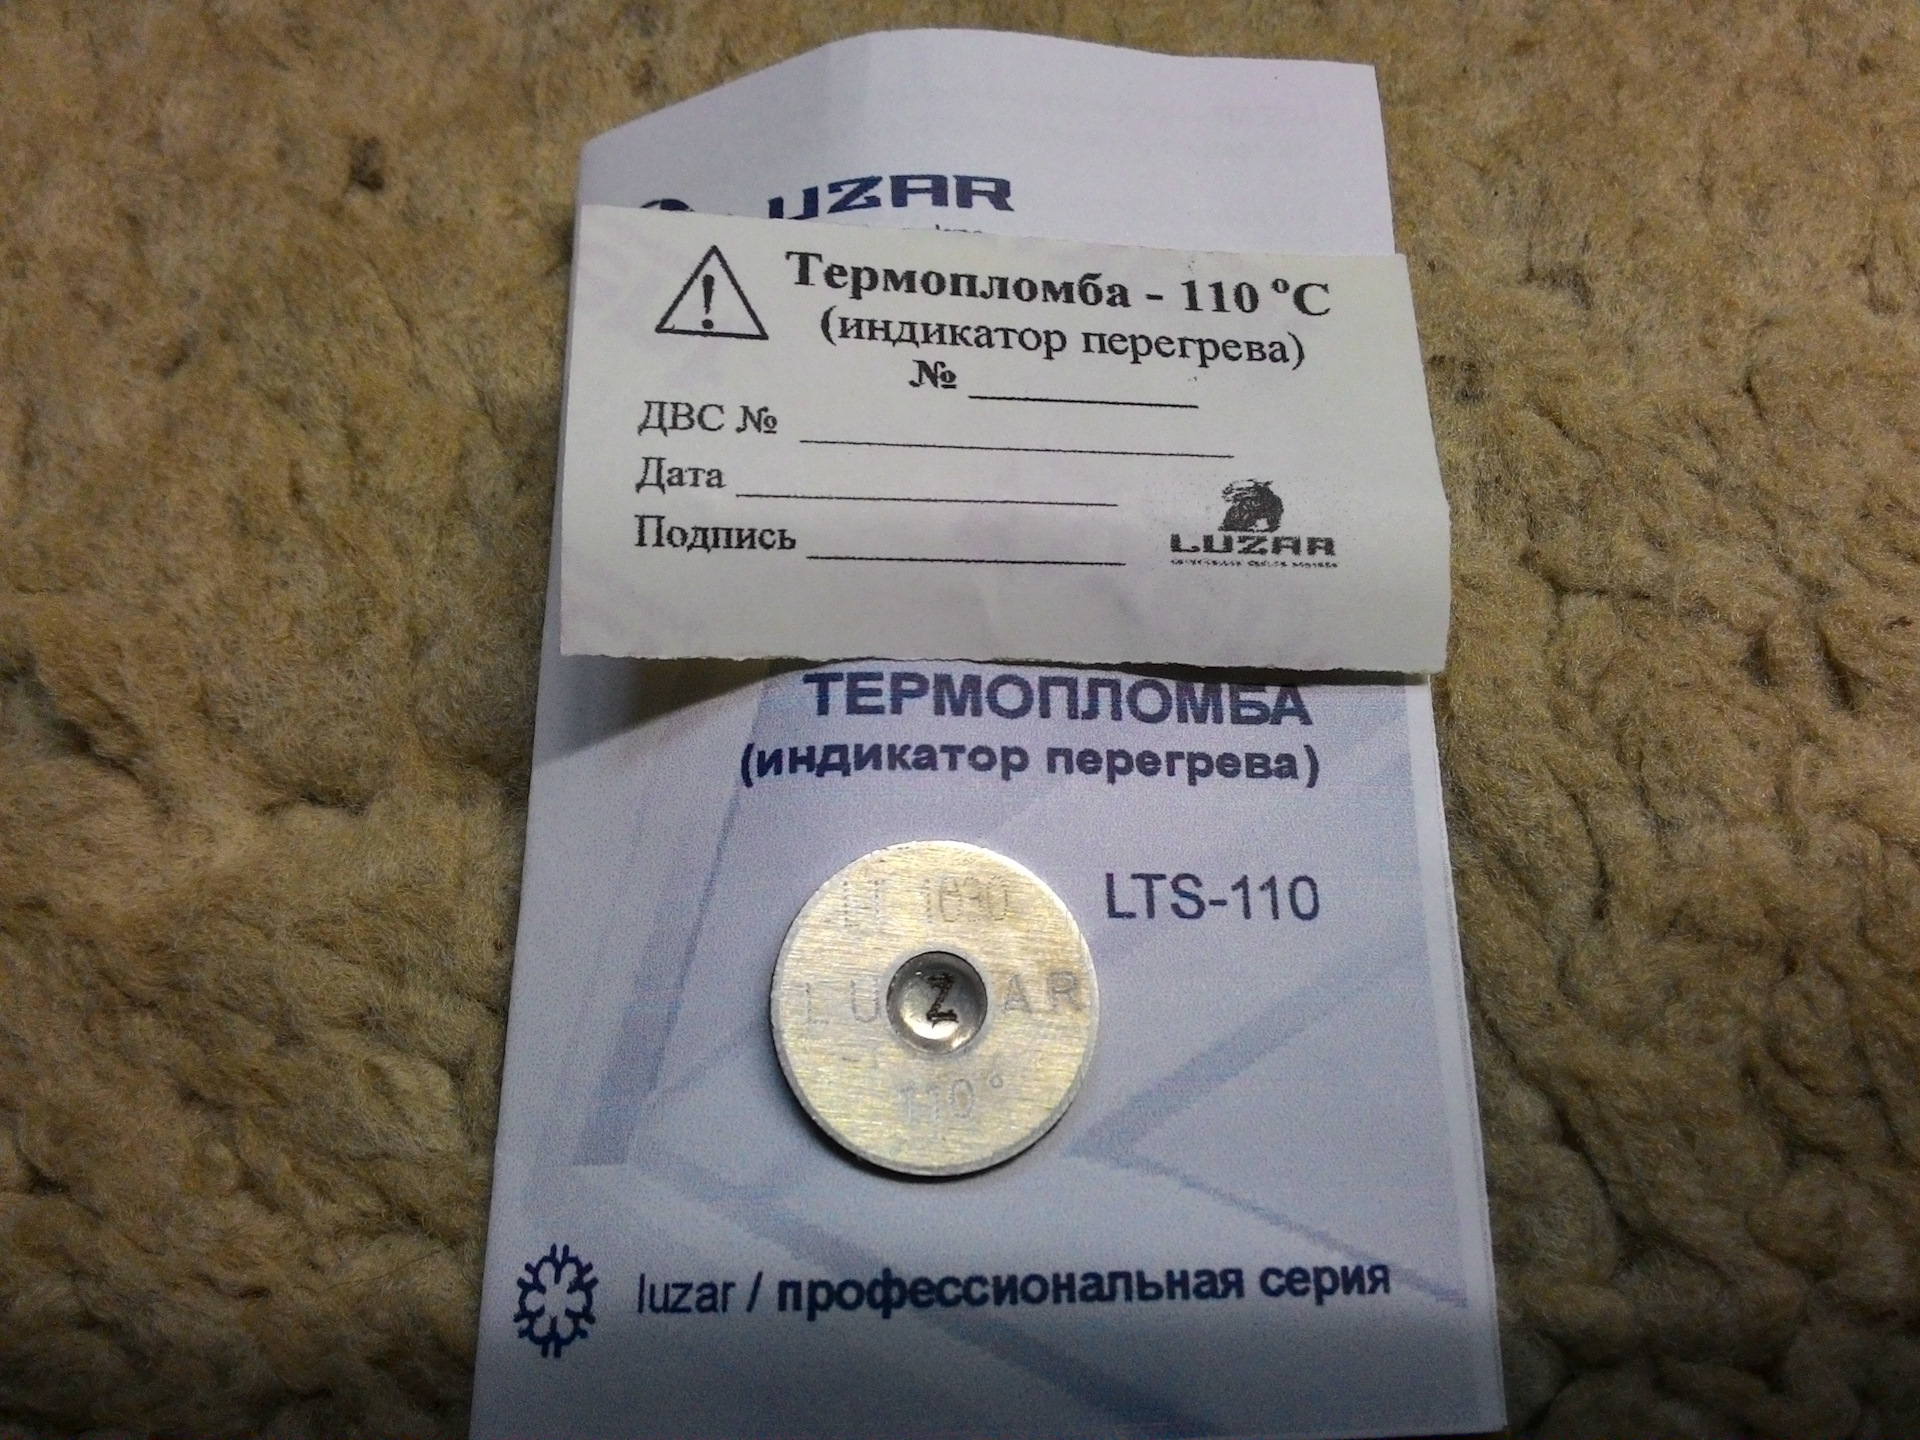 LUZAR
Термопломба - 110 °C
(индикатор перегрева)
№
ДВС №
Дата
Подпись
LUZAR
ТЕРМОПЛОМБА
(индикатор перегрева)
LTS-110
LUZAR
110°
luzar / профессиональная серия